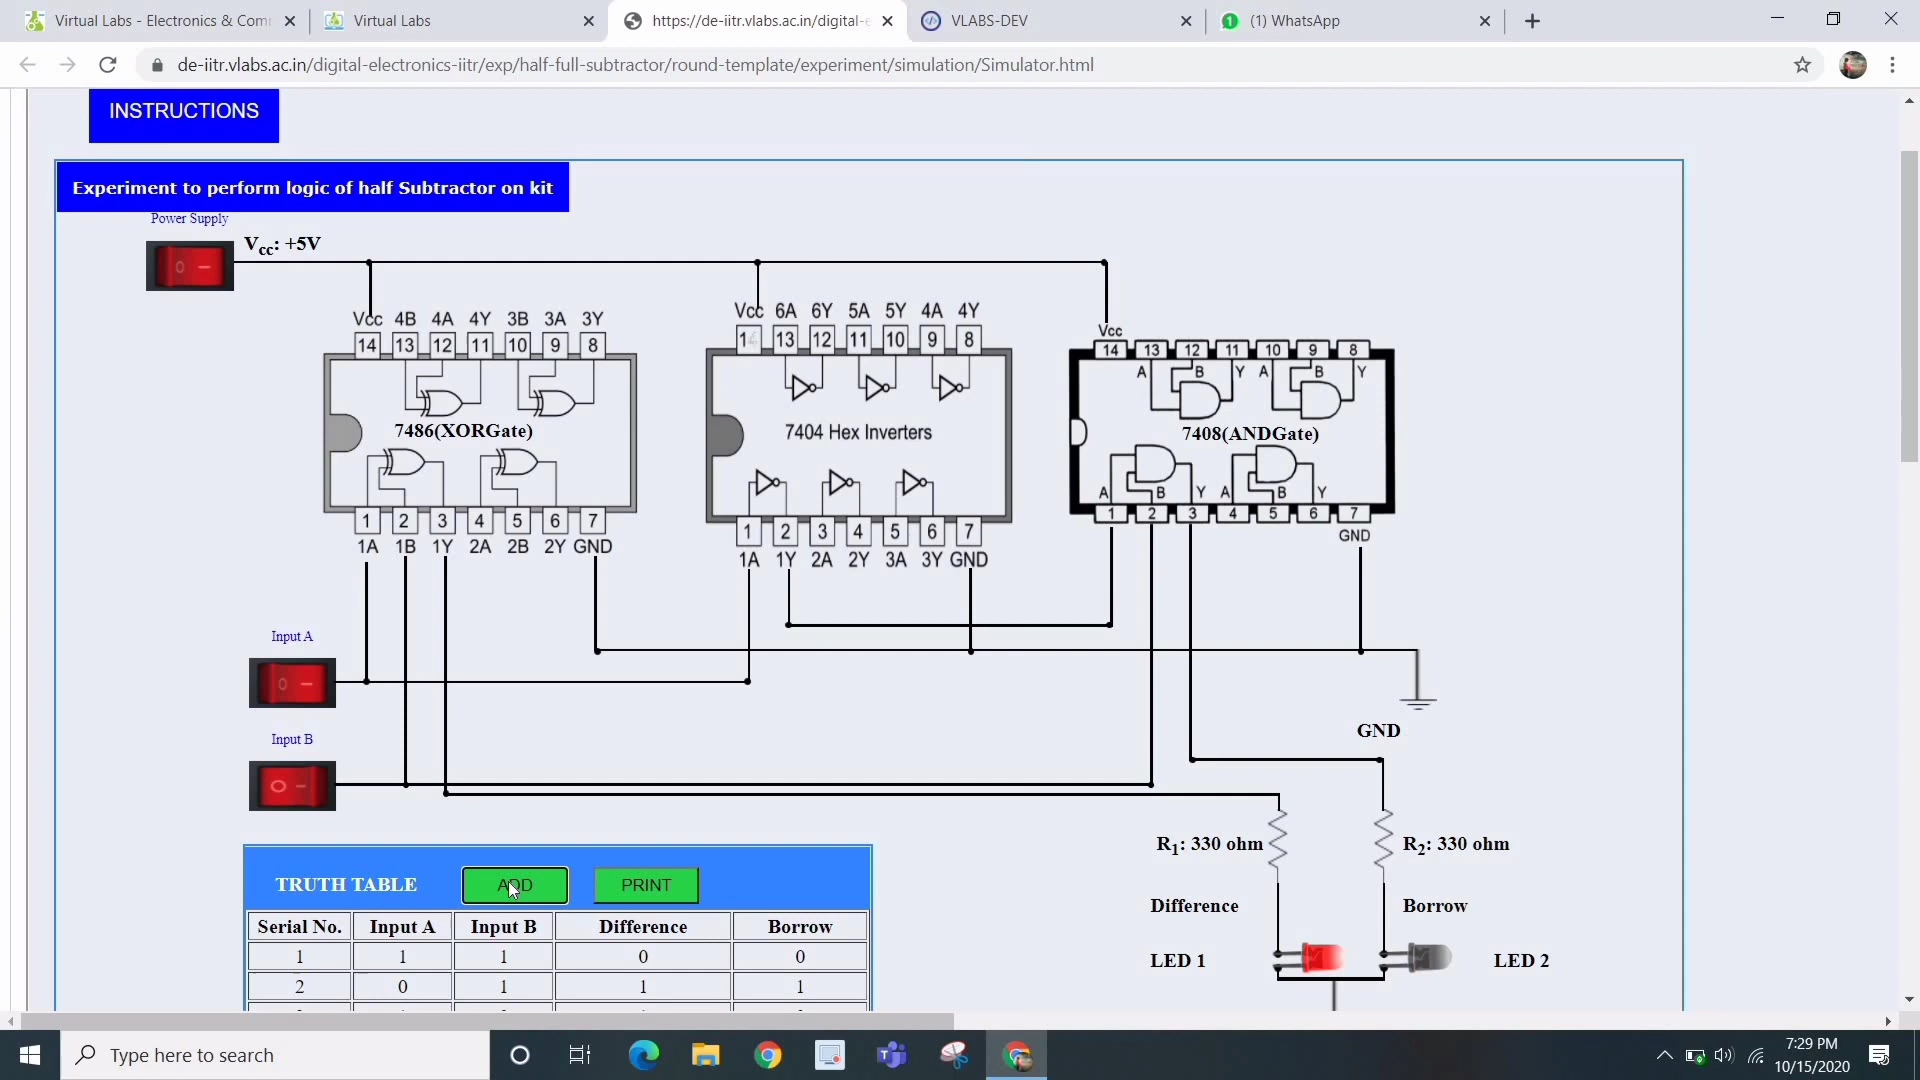 Virtual Labs - Electronics & Com
Virtual Labs
https://de-iitr.vlabs.ac.in/digital-e
VLABS-DEV
(1) WhatsApp
de-iitr.vlabs.ac.in/digital-electronics-iitr/exp/half-full-subtractor/round-template/experiment/simulation/Simulator.html
INSTRUCTIONS
Experiment to perform logic of half Subtractor on kit
Power Supply
Vcc: +5V
Vcc 4B 4A 4Y 3B 3A 3Y
14 13 12 11 10 9 8
7486(XORGate)
1 2 3 4 5 6 7
1A 1B 1Y 2A 2B 2Y GND
Vcc 6A 6Y 5A 5Y 4A 4Y
14 13 12 11 10 9 8
7404 Hex Inverters
1 2 3 4 5 6 7
1A 1Y 2A 2Y 3A 3Y GND
Vcc
14 13 12 11 10 9 8
A B Y A B Y
7408(ANDGate)
A B Y A B Y
1 2 3 4 5 6 7
GND
Input A
Input B
GND
R1: 330 ohm
R2: 330 ohm
Difference
Borrow
LED 1
LED 2
TRUTH TABLE
ADD
PRINT
Serial No. Input A Input B Difference Borrow
1 1 1 0 0
2 0 1 1 1
Type here to search
7:29 PM
10/15/2020